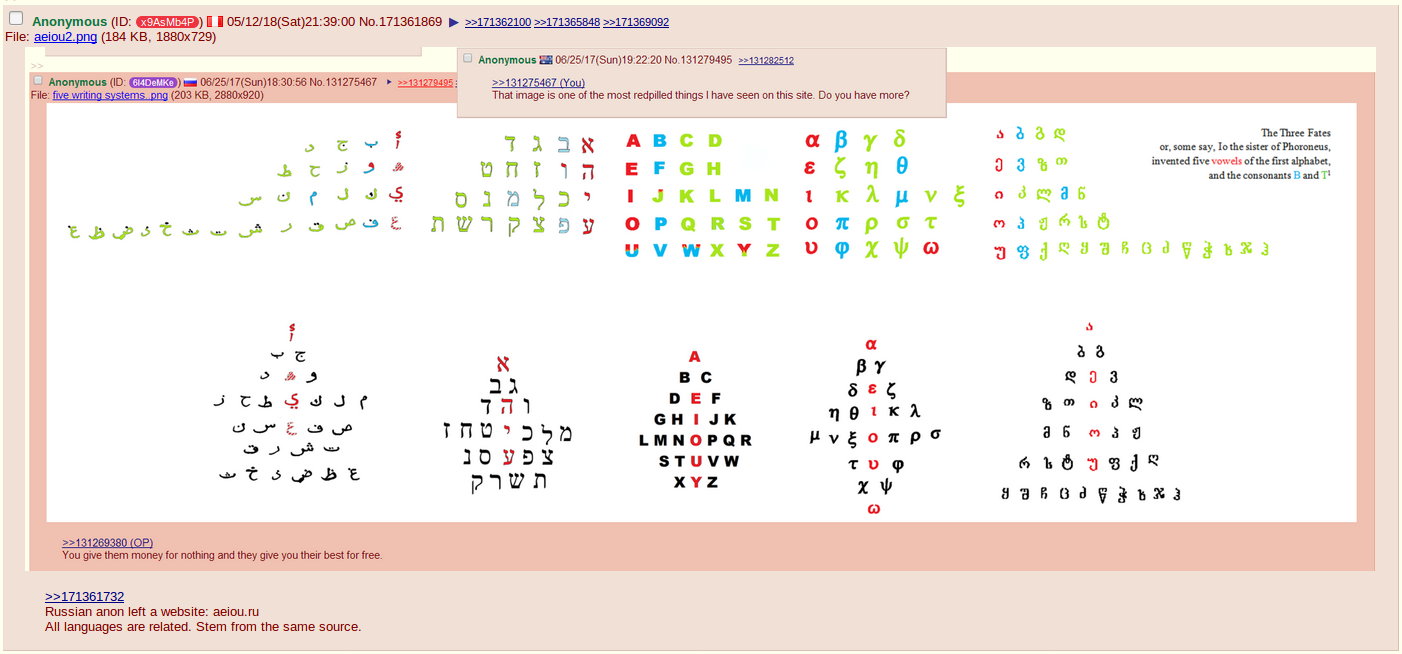 Anonymous (ID: x9AsMb4P) 05/12/18(Sat)21:39:00 No.171361869 ▶ >>171362100 >>171365848 >>171369092
File: aeiou2.png (184 KB, 1880x729)
>>
Anonymous (ID: 6I4DeMKe) 06/25/17(Sun)18:30:56 No.131275467 ▶ >>131279495
File: five writing systems..png (203 KB, 2880x920)
Anonymous 06/25/17(Sun)19:22:20 No.131279495 >>131282512
>>131275467 (You)
That image is one of the most redpilled things I have seen on this site. Do you have more?
أ ب ج د
ه و ز ح ط
ي ك ل م ن س
ع ف ص ق ر ش ت ث خ ذ ض ظ غ
א ב ג ד
ה ו ז ח ט
י כ ל מ נ ס
ע פ צ ק ר ש ת
A B C D
E F G H
I J K L M N
O P Q R S T
U V W X Y Z
α β γ δ
ε ζ η θ
ι κ λ μ ν ξ
ο π ρ σ τ
υ φ χ ψ ω
ა ბ გ დ
ე ვ ზ თ
ი კ ლ მ ნ
ო პ ჟ რ ს ტ
უ ფ ქ ღ ყ შ ჩ ც ძ წ ჭ ხ ჯ ჰ
The Three Fates
or, some say, Io the sister of Phoroneus,
invented five vowels of the first alphabet,
and the consonants B and T¹
أ
ج ب
و ه د
م ل ك ي ط ح ز
ص ف ع س ن
ت ش ر ق
غ ظ ض ذ خ ث
א
ג ב
ו ה ד
מ ל כ י ט ח ז
צ פ ע ס נ
ת ש ר ק
A
B C
D E F
G H I J K
L M N O P Q R
S T U V W
X Y Z
α
β γ
δ ε ζ
η θ ι κ λ
μ ν ξ ο π ρ σ
τ υ φ
χ ψ
ω
ა
ბ გ
დ ე ვ
ზ თ ი კ ლ
მ ნ ო პ ჟ
რ ს ტ უ ფ ქ ღ
ყ შ ჩ ც ძ წ ჭ ხ ჯ ჰ
>>131269380 (OP)
You give them money for nothing and they give you their best for free.
>>171361732
Russian anon left a website: aeiou.ru
All languages are related. Stem from the same source.